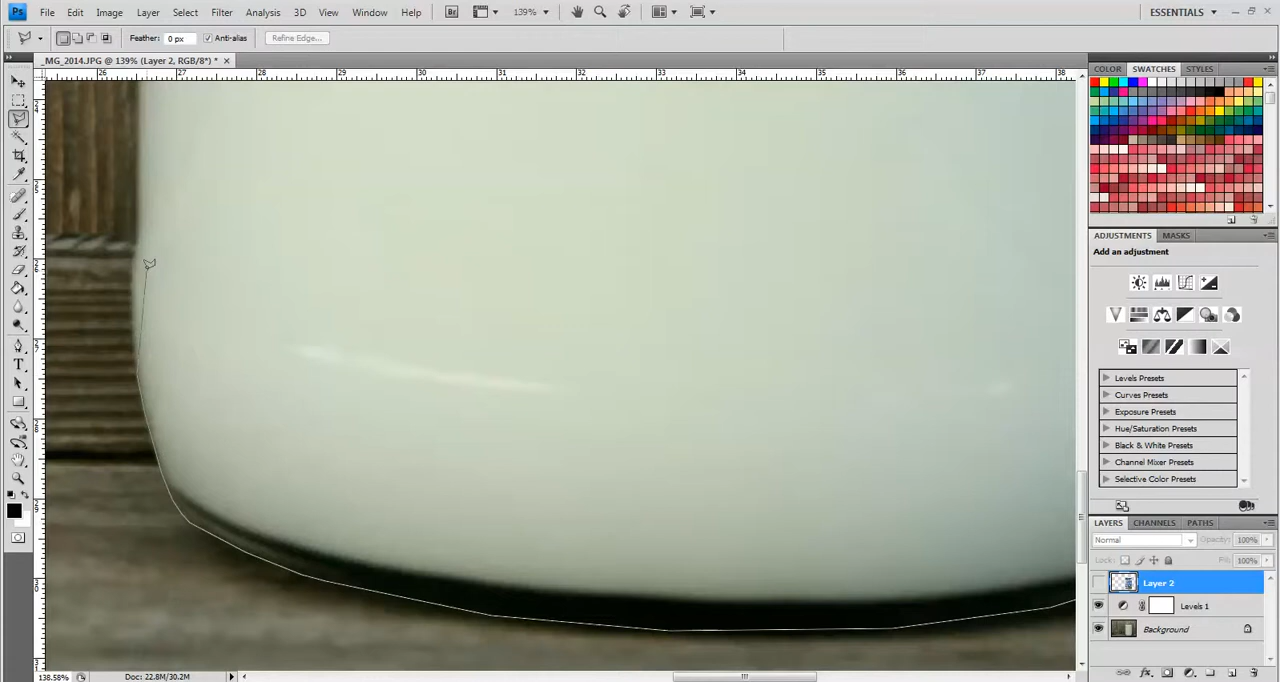 Ps File Edit Image Layer Select Filter Analysis 3D View Window Help Br 139% ESSENTIALS
Feather: 0 px Anti-alias Refine Edge...
_MG_2014.JPG @ 139% (Layer 2, RGB/8*) *
26 27 28 29 30 31 32 33 34 35 36 37 38
COLOR SWATCHES STYLES
ADJUSTMENTS MASKS
Add an adjustment
Levels Presets
Curves Presets
Exposure Presets
Hue/Saturation Presets
Black & White Presets
Channel Mixer Presets
Selective Color Presets
LAYERS CHANNELS PATHS
Normal Opacity: 100%
Lock: Fill: 100%
Layer 2
Levels 1
Background
138.58% Doc: 22.8M/30.2M